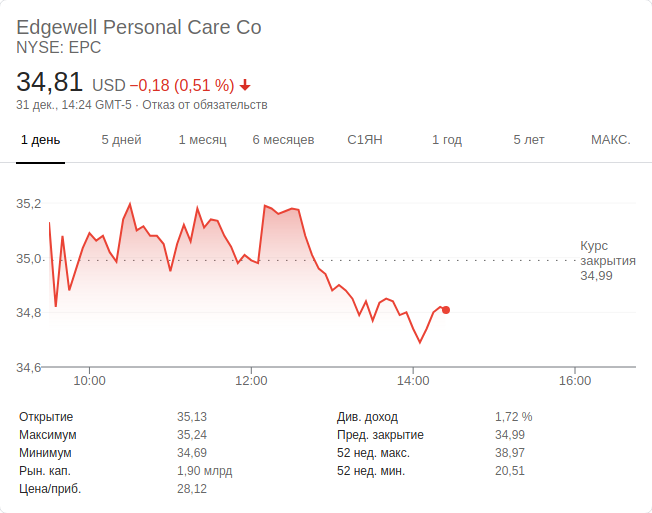 Edgewell Personal Care Co
NYSE: EPC
34,81 USD −0,18 (0,51 %)
31 дек., 14:24 GMT-5 · Отказ от обязательств
1 день 5 дней 1 месяц 6 месяцев С1ЯН 1 год 5 лет МАКС.
35,2
35,0
34,8
34,6
Курс
закрытия
34,99
10:00 12:00 14:00 16:00
Открытие 35,13 Див. доход 1,72 %
Максимум 35,24 Пред. закрытие 34,99
Минимум 34,69 52 нед. макс. 38,97
Рын. кап. 1,90 млрд 52 нед. мин. 20,51
Цена/приб. 28,12